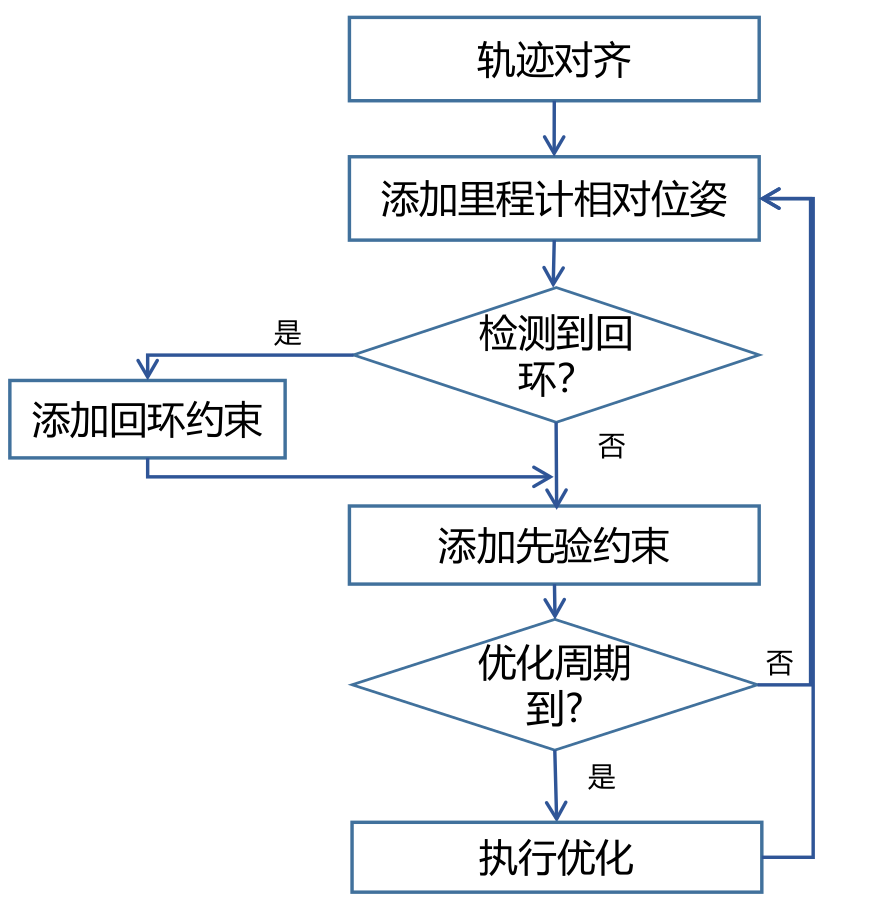 轨迹对齐
添加里程计相对位姿
检测到回
环?
是
添加回环约束
否
添加先验约束
优化周期
到?
否
是
执行优化